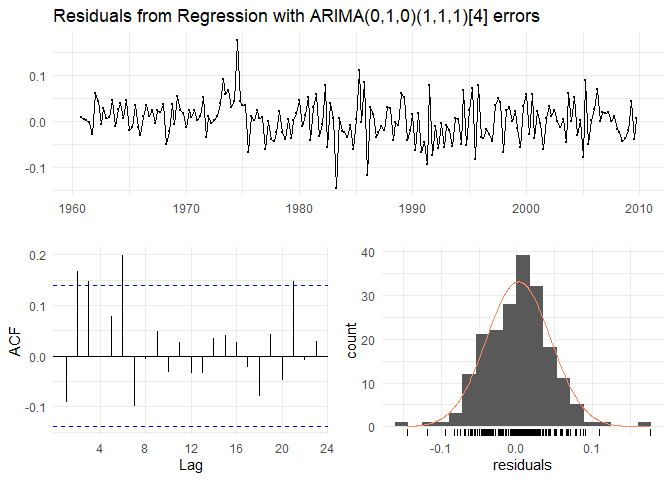 Residuals from Regression with ARIMA(0,1,0)(1,1,1)[4] errors
0.1
0.0
-0.1
1960 1970 1980 1990 2000 2010
0.2
0.1
0.0
-0.1
ACF
4 8 12 16 20 24
Lag
40
30
20
10
0
count
-0.1 0.0 0.1
residuals